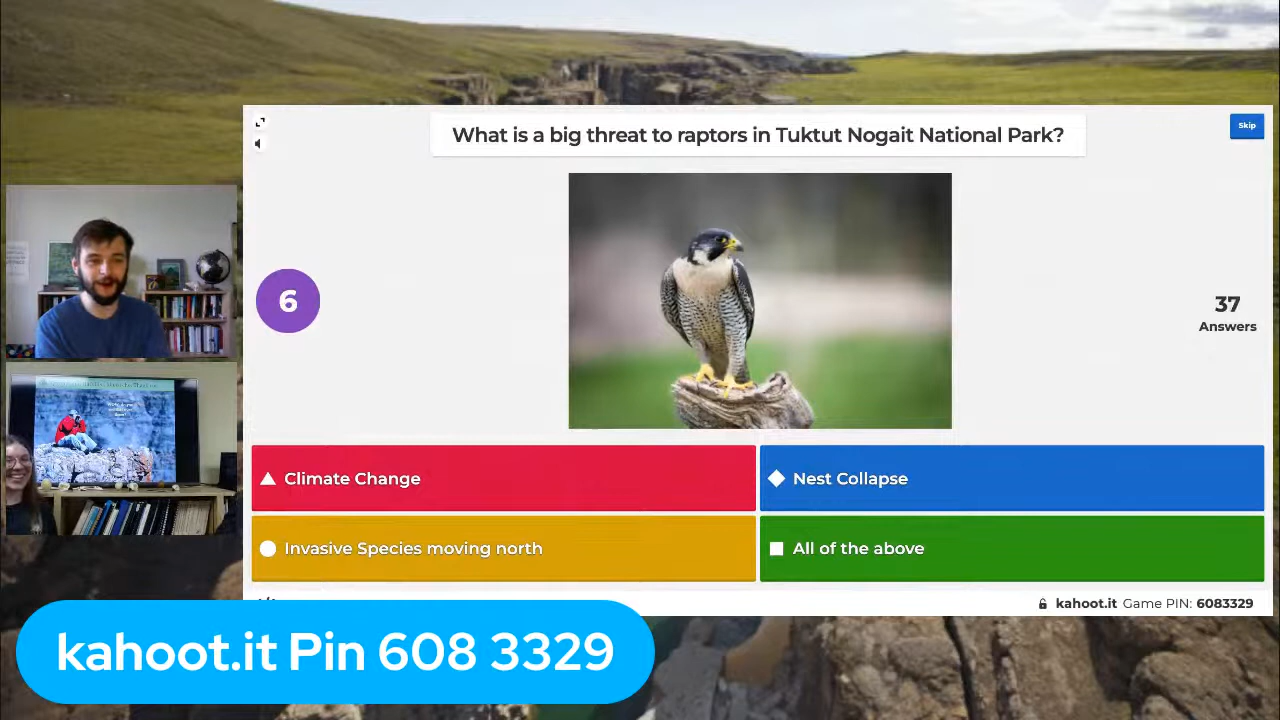 What is a big threat to raptors in Tuktut Nogait National Park?
Skip
6
37
Answers
Climate Change
Nest Collapse
Invasive Species moving north
All of the above
kahoot.it Game PIN: 6083329
kahoot.it Pin 608 3329